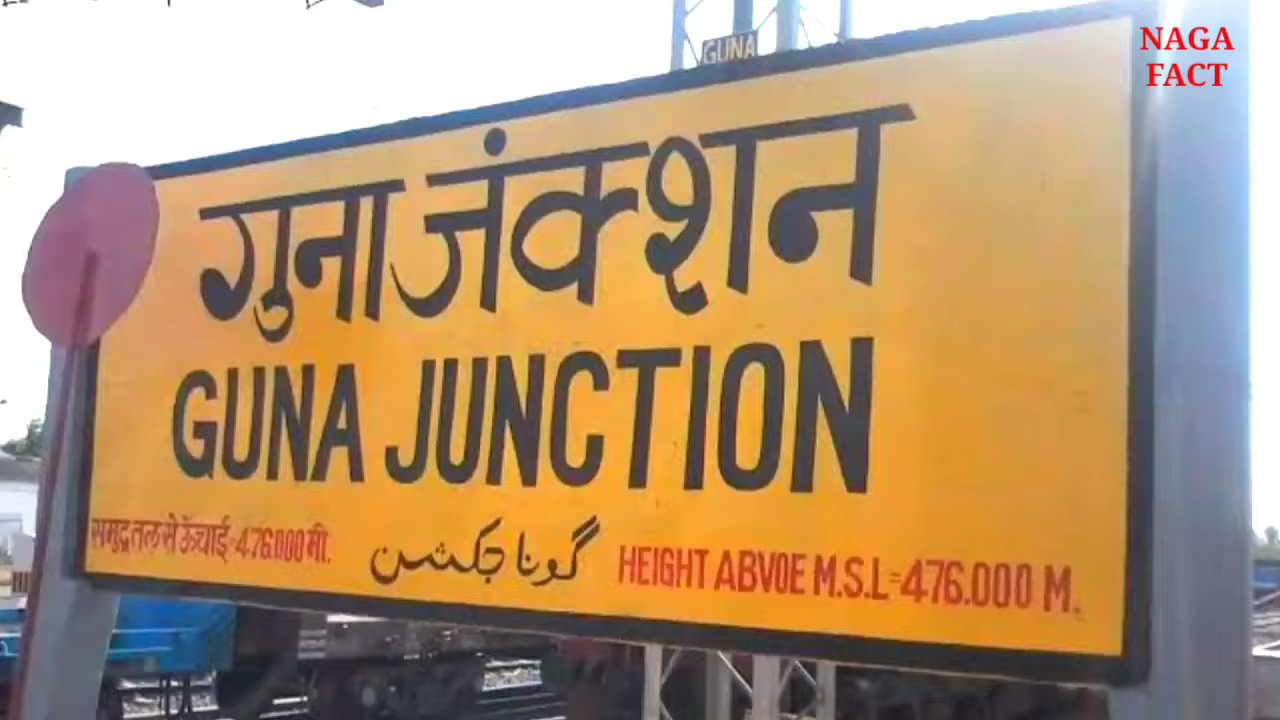 NAGA
FACT
GUNA
गुना जंक्शन
GUNA JUNCTION
समुद्र तल से ऊँचाई=476.000 मी.
گونا جکشن
HEIGHT ABVOE M.S.L=476.000 M.